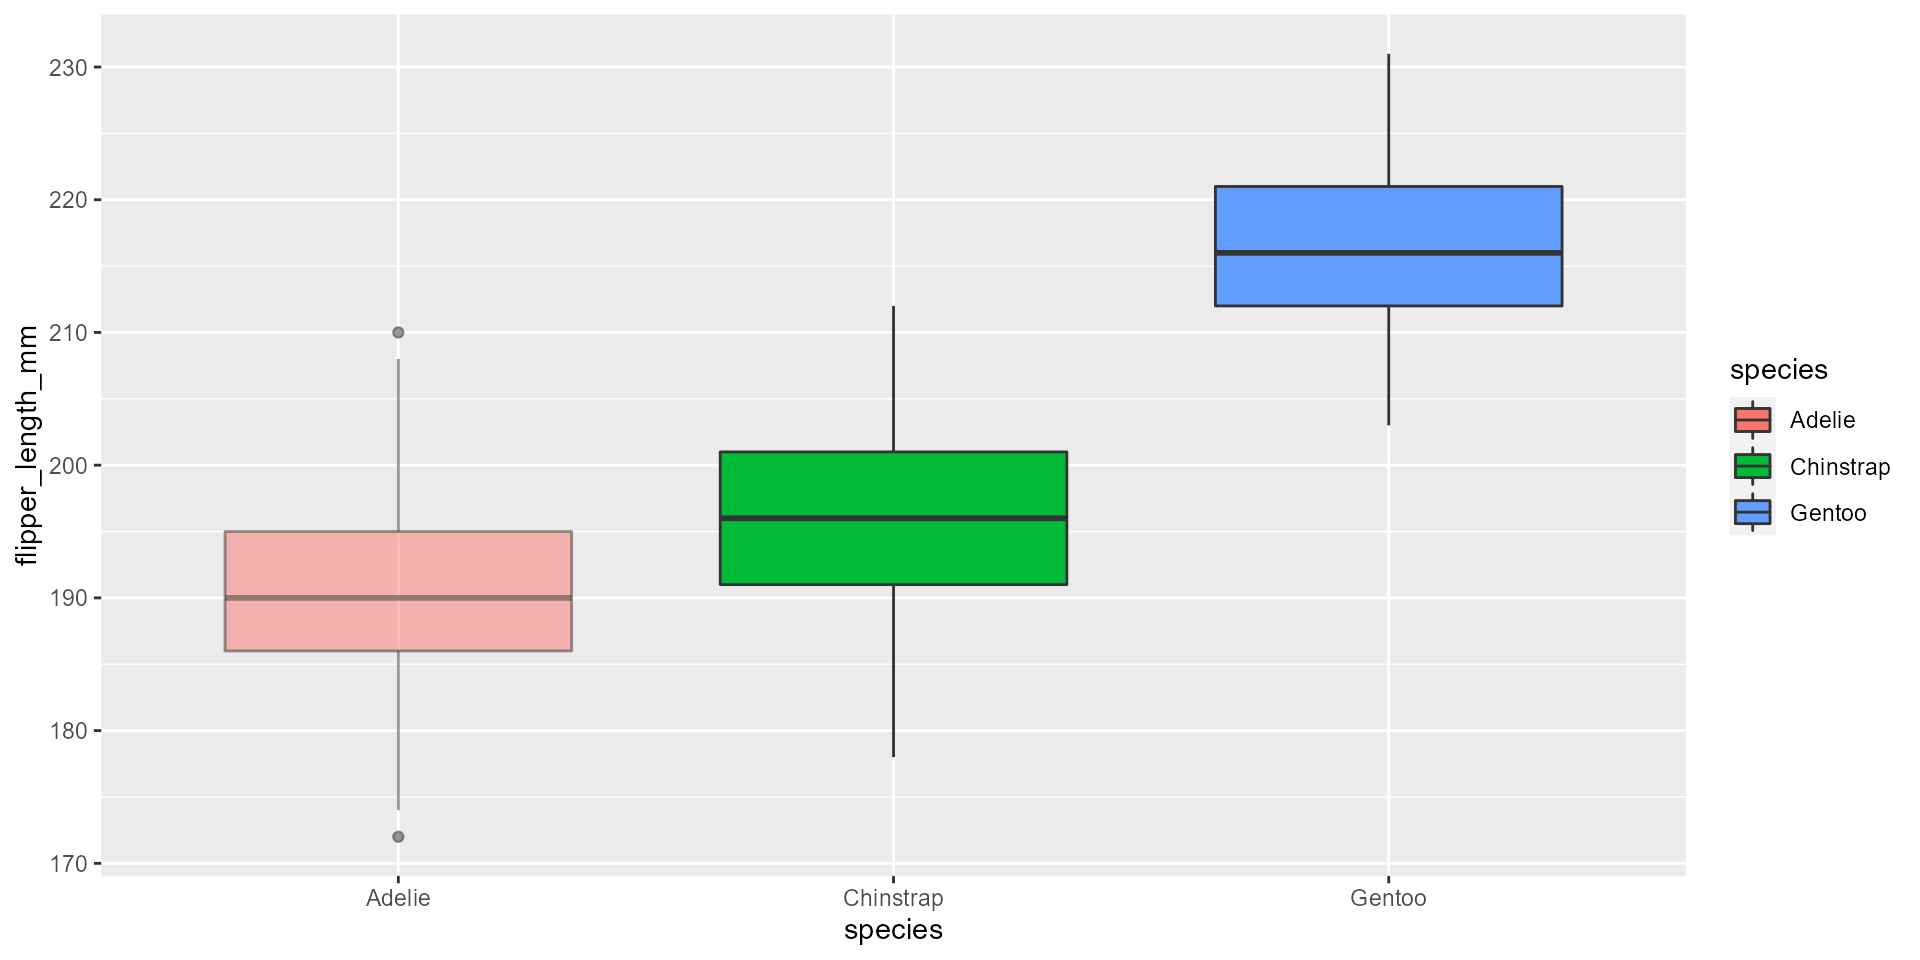 230
220
210
200
190
180
170
flipper_length_mm
Adelie
Chinstrap
Gentoo
species
species
Adelie
Chinstrap
Gentoo